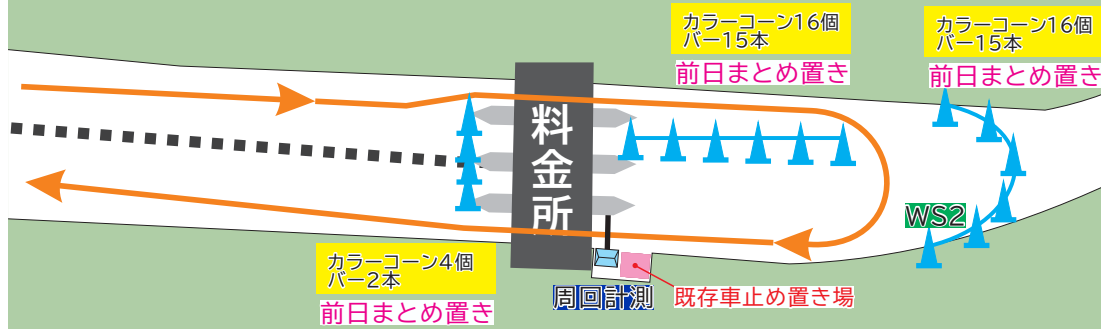 カラーコーン16個
バー15本
前日まとめ置き
カラーコーン16個
バー15本
前日まとめ置き
料金所
WS2
カラーコーン4個
バー2本
前日まとめ置き
周回計測
既存車止め置き場